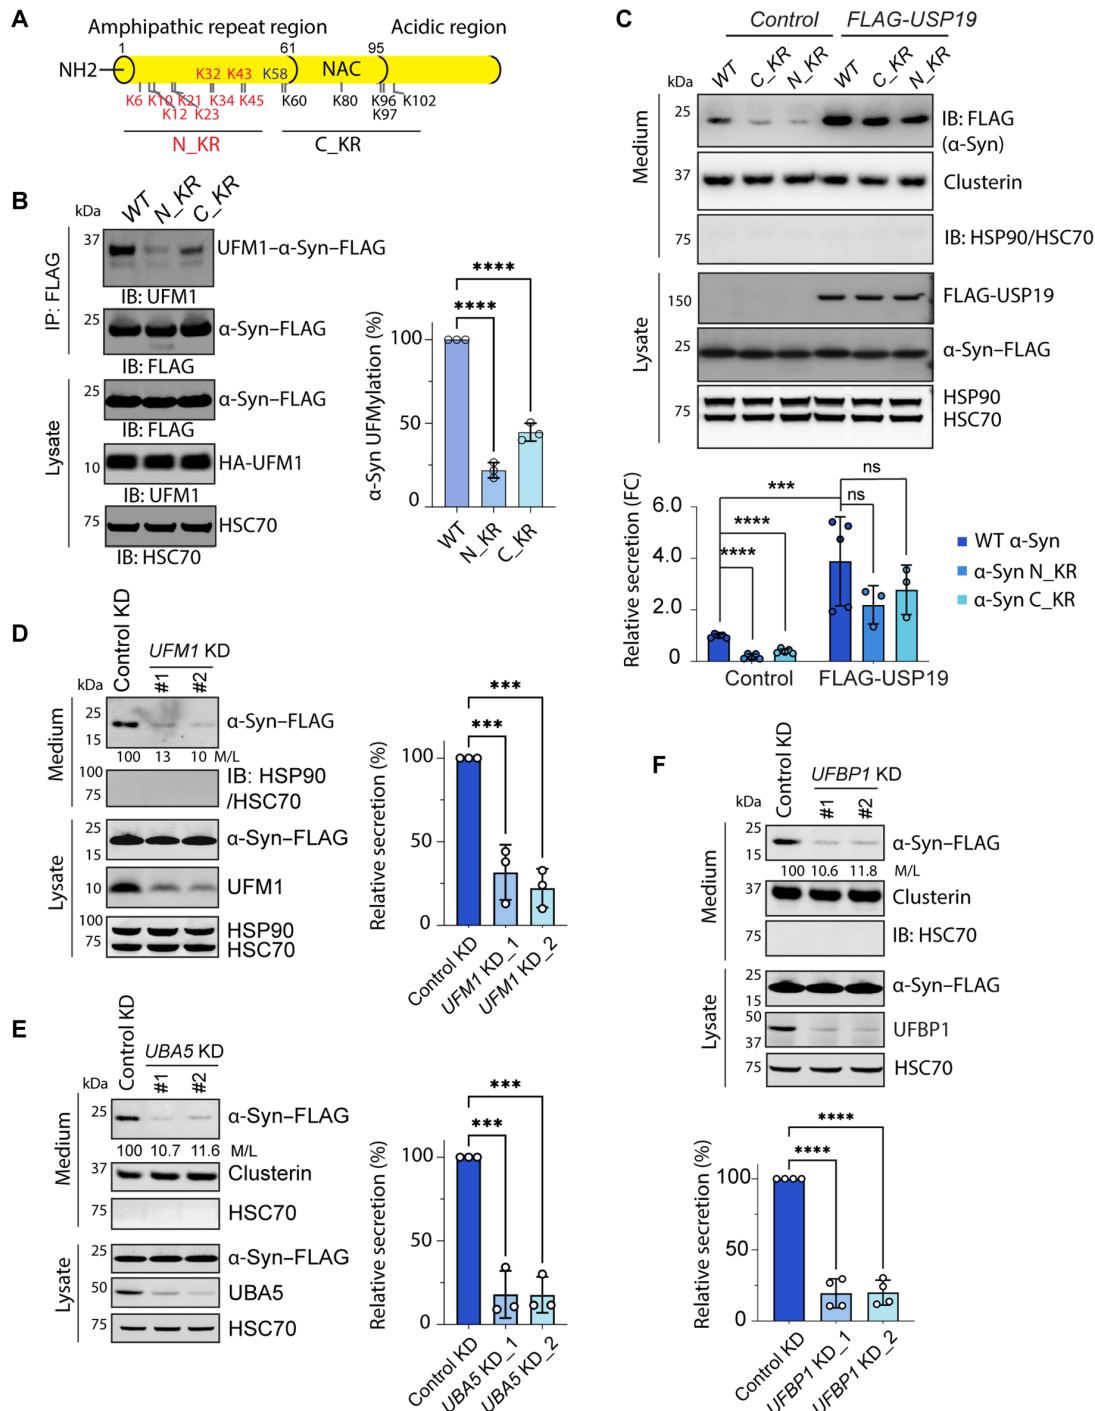 A
Amphipathic repeat region
Acidic region
1
61
95
NH2
K32 K43 K58
NAC
K6 K10 K21 K34 K45 K60 K80 K96 K102
K12 K23 K97
N_KR
C_KR
B
kDa
WT N_KR C_KR
IP: FLAG
37
UFM1–α-Syn–FLAG
IB: UFM1
25
α-Syn–FLAG
IB: FLAG
Lysate
25
α-Syn–FLAG
IB: FLAG
10
HA-UFM1
IB: UFM1
75
HSC70
IB: HSC70
α-Syn UFMylation (%)
100
50
0
****
****
WT
N_KR
C_KR
C
Control FLAG-USP19
kDa
WT C_KR N_KR WT C_KR N_KR
Medium
25
IB: FLAG
(α-Syn)
37
Clusterin
75
IB: HSP90/HSC70
Lysate
150
FLAG-USP19
25
α-Syn–FLAG
75
HSP90
HSC70
Relative secretion (FC)
6.0
4.0
2.0
0
***
****
****
ns
ns
Control
FLAG-USP19
WT α-Syn
α-Syn N_KR
α-Syn C_KR
D
Control KD
UFM1 KD
#1 #2
kDa
Medium
25
15
α-Syn–FLAG
100 13 10 M/L
100
75
IB: HSP90
/HSC70
Lysate
25
15
α-Syn–FLAG
10
UFM1
100
75
HSP90
HSC70
Relative secretion (%)
100
50
0
***
***
Control KD
UFM1 KD_1
UFM1 KD_2
E
Control KD
UBA5 KD
#1 #2
kDa
Medium
25
α-Syn–FLAG
100 10.7 11.6 M/L
37
Clusterin
75
HSC70
Lysate
25
α-Syn–FLAG
50
UBA5
75
HSC70
Relative secretion (%)
100
50
0
***
***
Control KD
UBA5 KD_1
UBA5 KD_2
F
Control KD
UFBP1 KD
#1 #2
kDa
Medium
25
15
α-Syn–FLAG
100 10.6 11.8 M/L
37
Clusterin
75
IB: HSC70
Lysate
25
15
α-Syn–FLAG
50
37
UFBP1
75
HSC70
Relative secretion (%)
100
50
0
****
****
Control KD
UFBP1 KD_1
UFBP1 KD_2